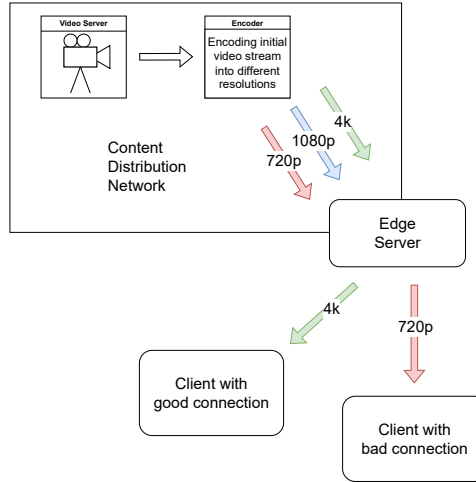 Video Server
Encoder
Encoding initial
video stream
into different
resolutions
4k
1080p
720p
Content
Distribution
Network
Edge
Server
4k
720p
Client with
good connection
Client with
bad connection